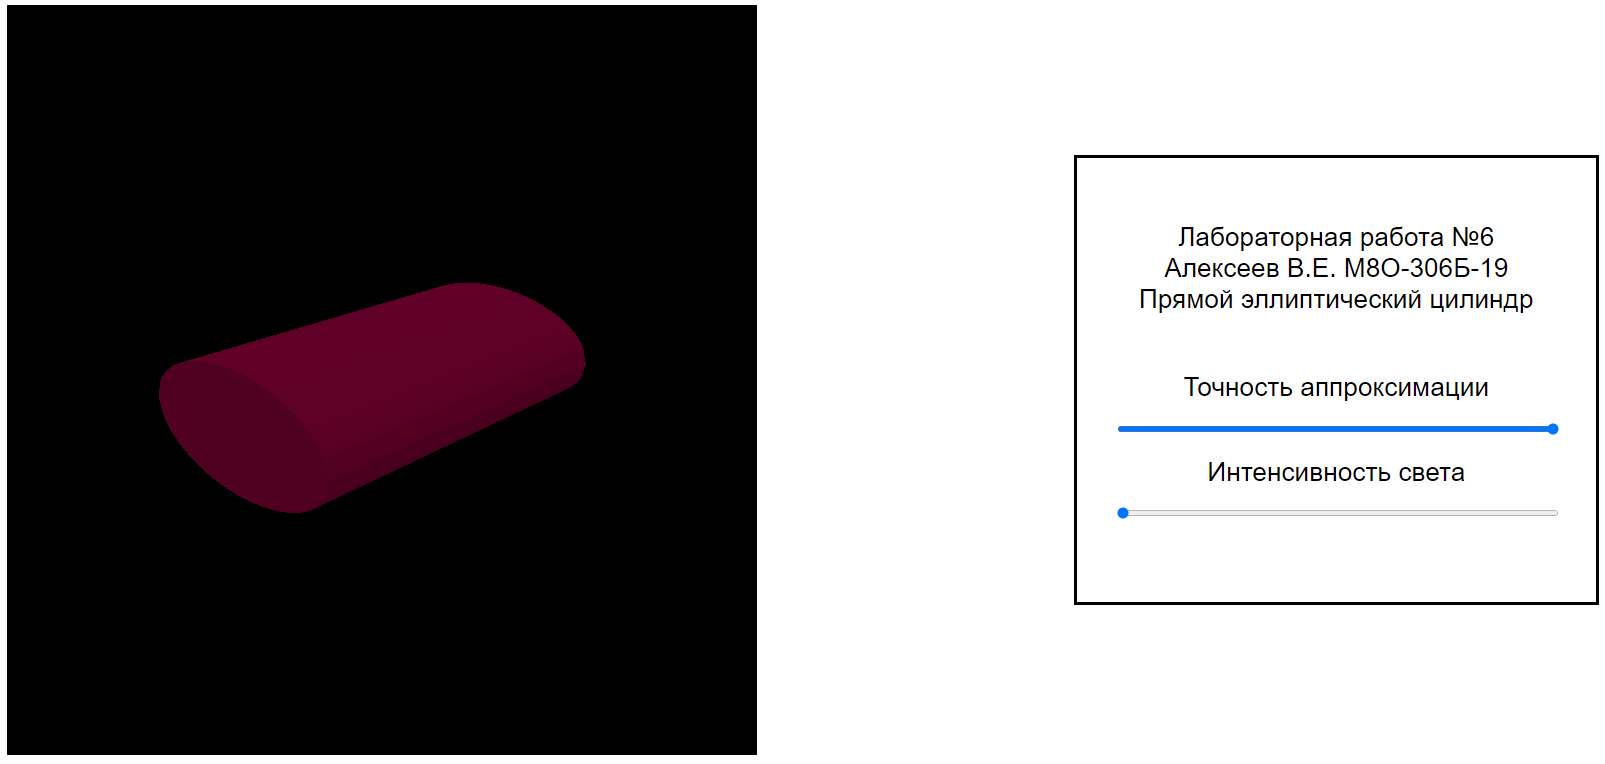 Лабораторная работа №6
Алексеев В.Е. М8О-306Б-19
Прямой эллиптический цилиндр
Точность аппроксимации
Интенсивность света